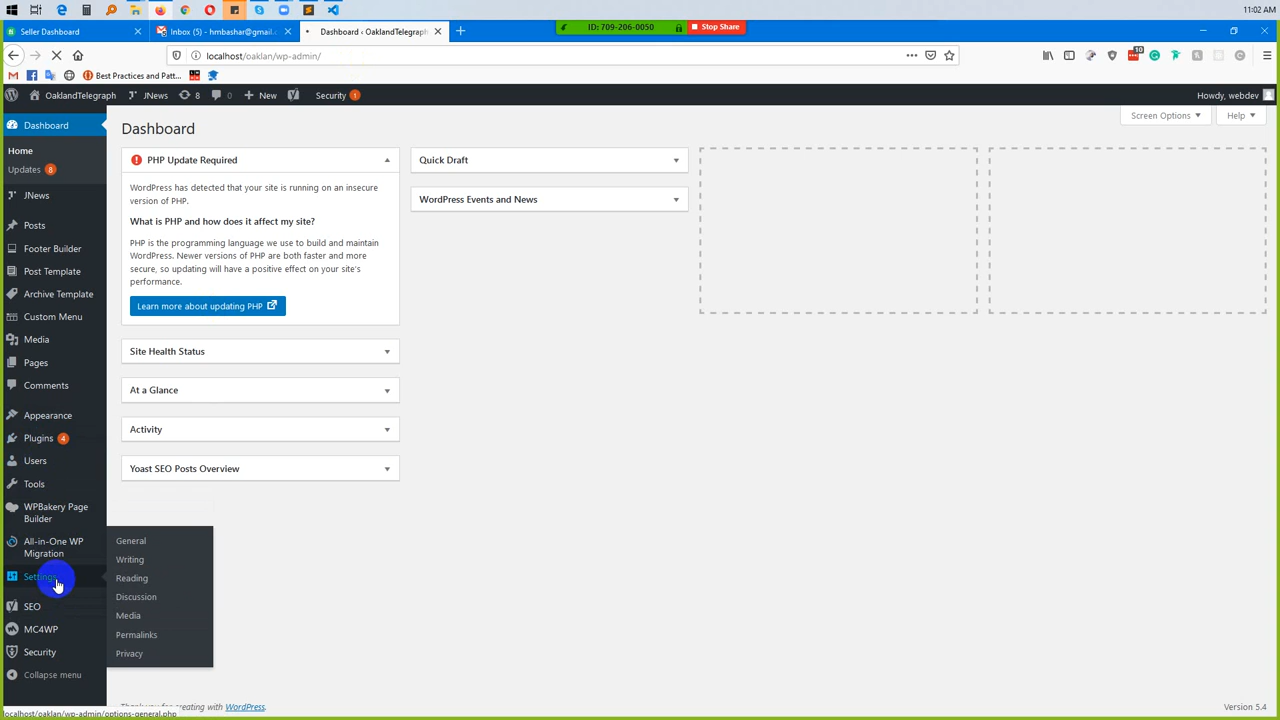 11:02 AM
Seller Dashboard
Inbox (5) - hmbashar@gmail.c
Dashboard ‹ OaklandTelegraph
ID: 709-206-0050
Stop Share
localhost/oaklan/wp-admin/
Best Practices and Patt...
10
OaklandTelegraph
JNews
8
0
New
Security 1
Howdy, webdev
Screen Options
Help
Dashboard
Home
Updates 8
JNews
Posts
Footer Builder
Post Template
Archive Template
Custom Menu
Media
Pages
Comments
Appearance
Plugins 4
Users
Tools
WPBakery Page
Builder
All-in-One WP
Migration
Settings
SEO
MC4WP
Security
Collapse menu
General
Writing
Reading
Discussion
Media
Permalinks
Privacy
Dashboard
PHP Update Required
WordPress has detected that your site is running on an insecure
version of PHP.
What is PHP and how does it affect my site?
PHP is the programming language we use to build and maintain
WordPress. Newer versions of PHP are both faster and more
secure, so updating will have a positive effect on your site's
performance.
Learn more about updating PHP
Site Health Status
At a Glance
Activity
Yoast SEO Posts Overview
Quick Draft
WordPress Events and News
Thank you for creating with WordPress.
Version 5.4
localhost/oaklan/wp-admin/options-general.php